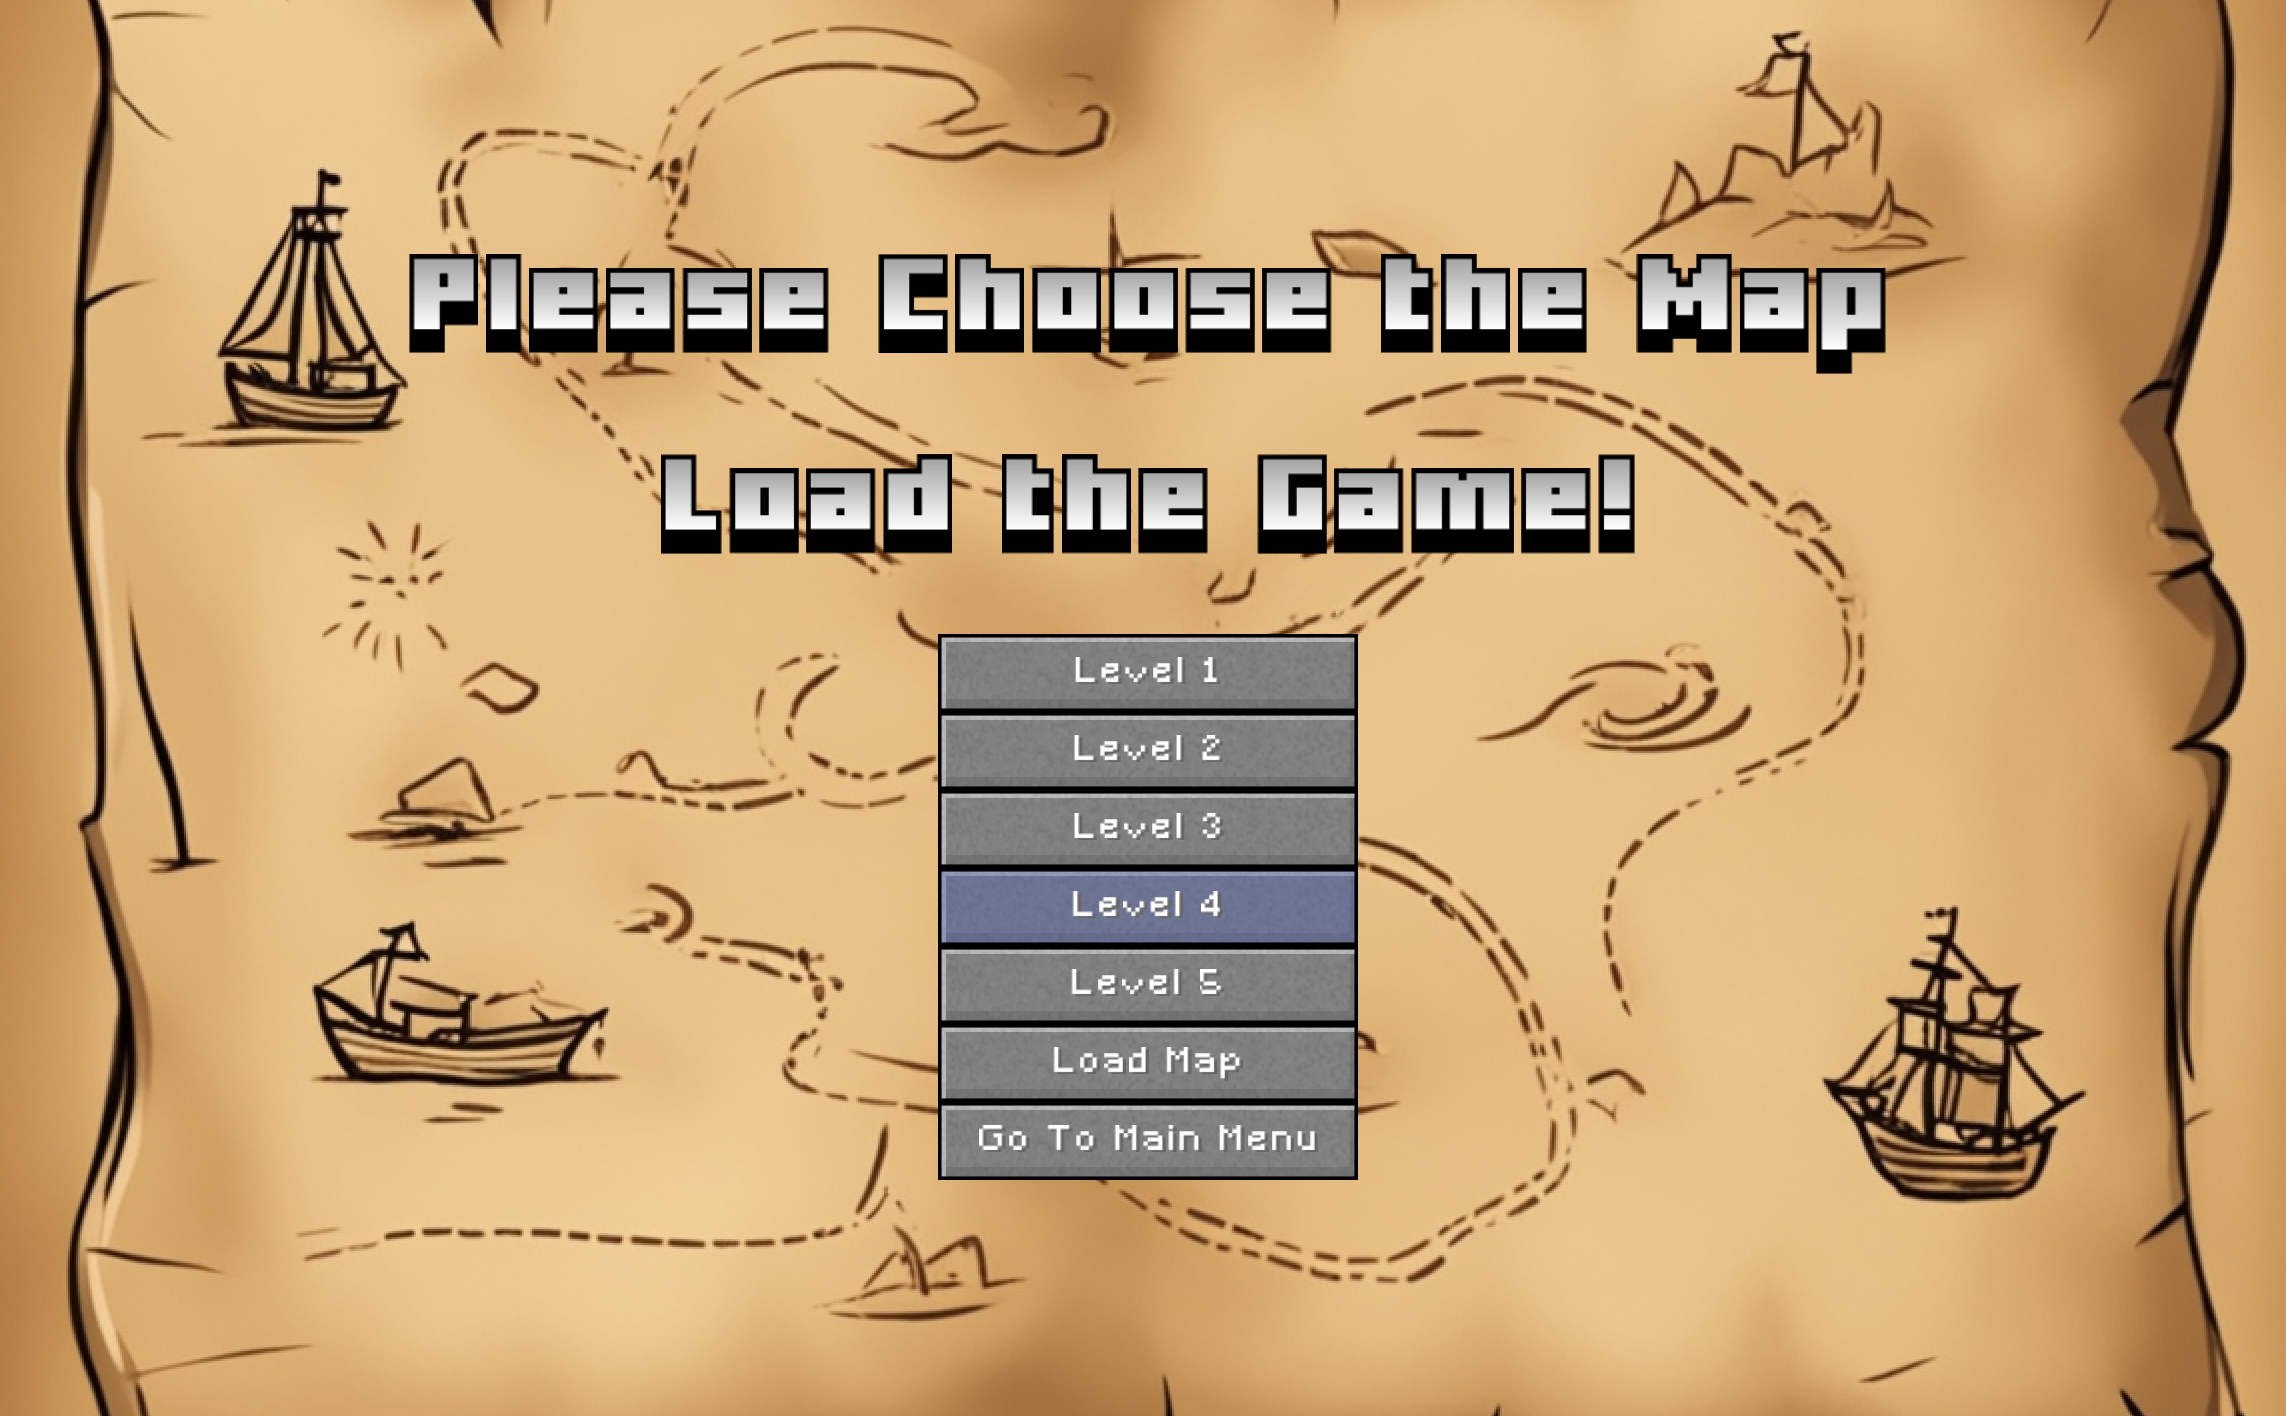 Please Choose the Map
Load the Game!
Level 1
Level 2
Level 3
Level 4
Level 5
Load Map
Go To Main Menu